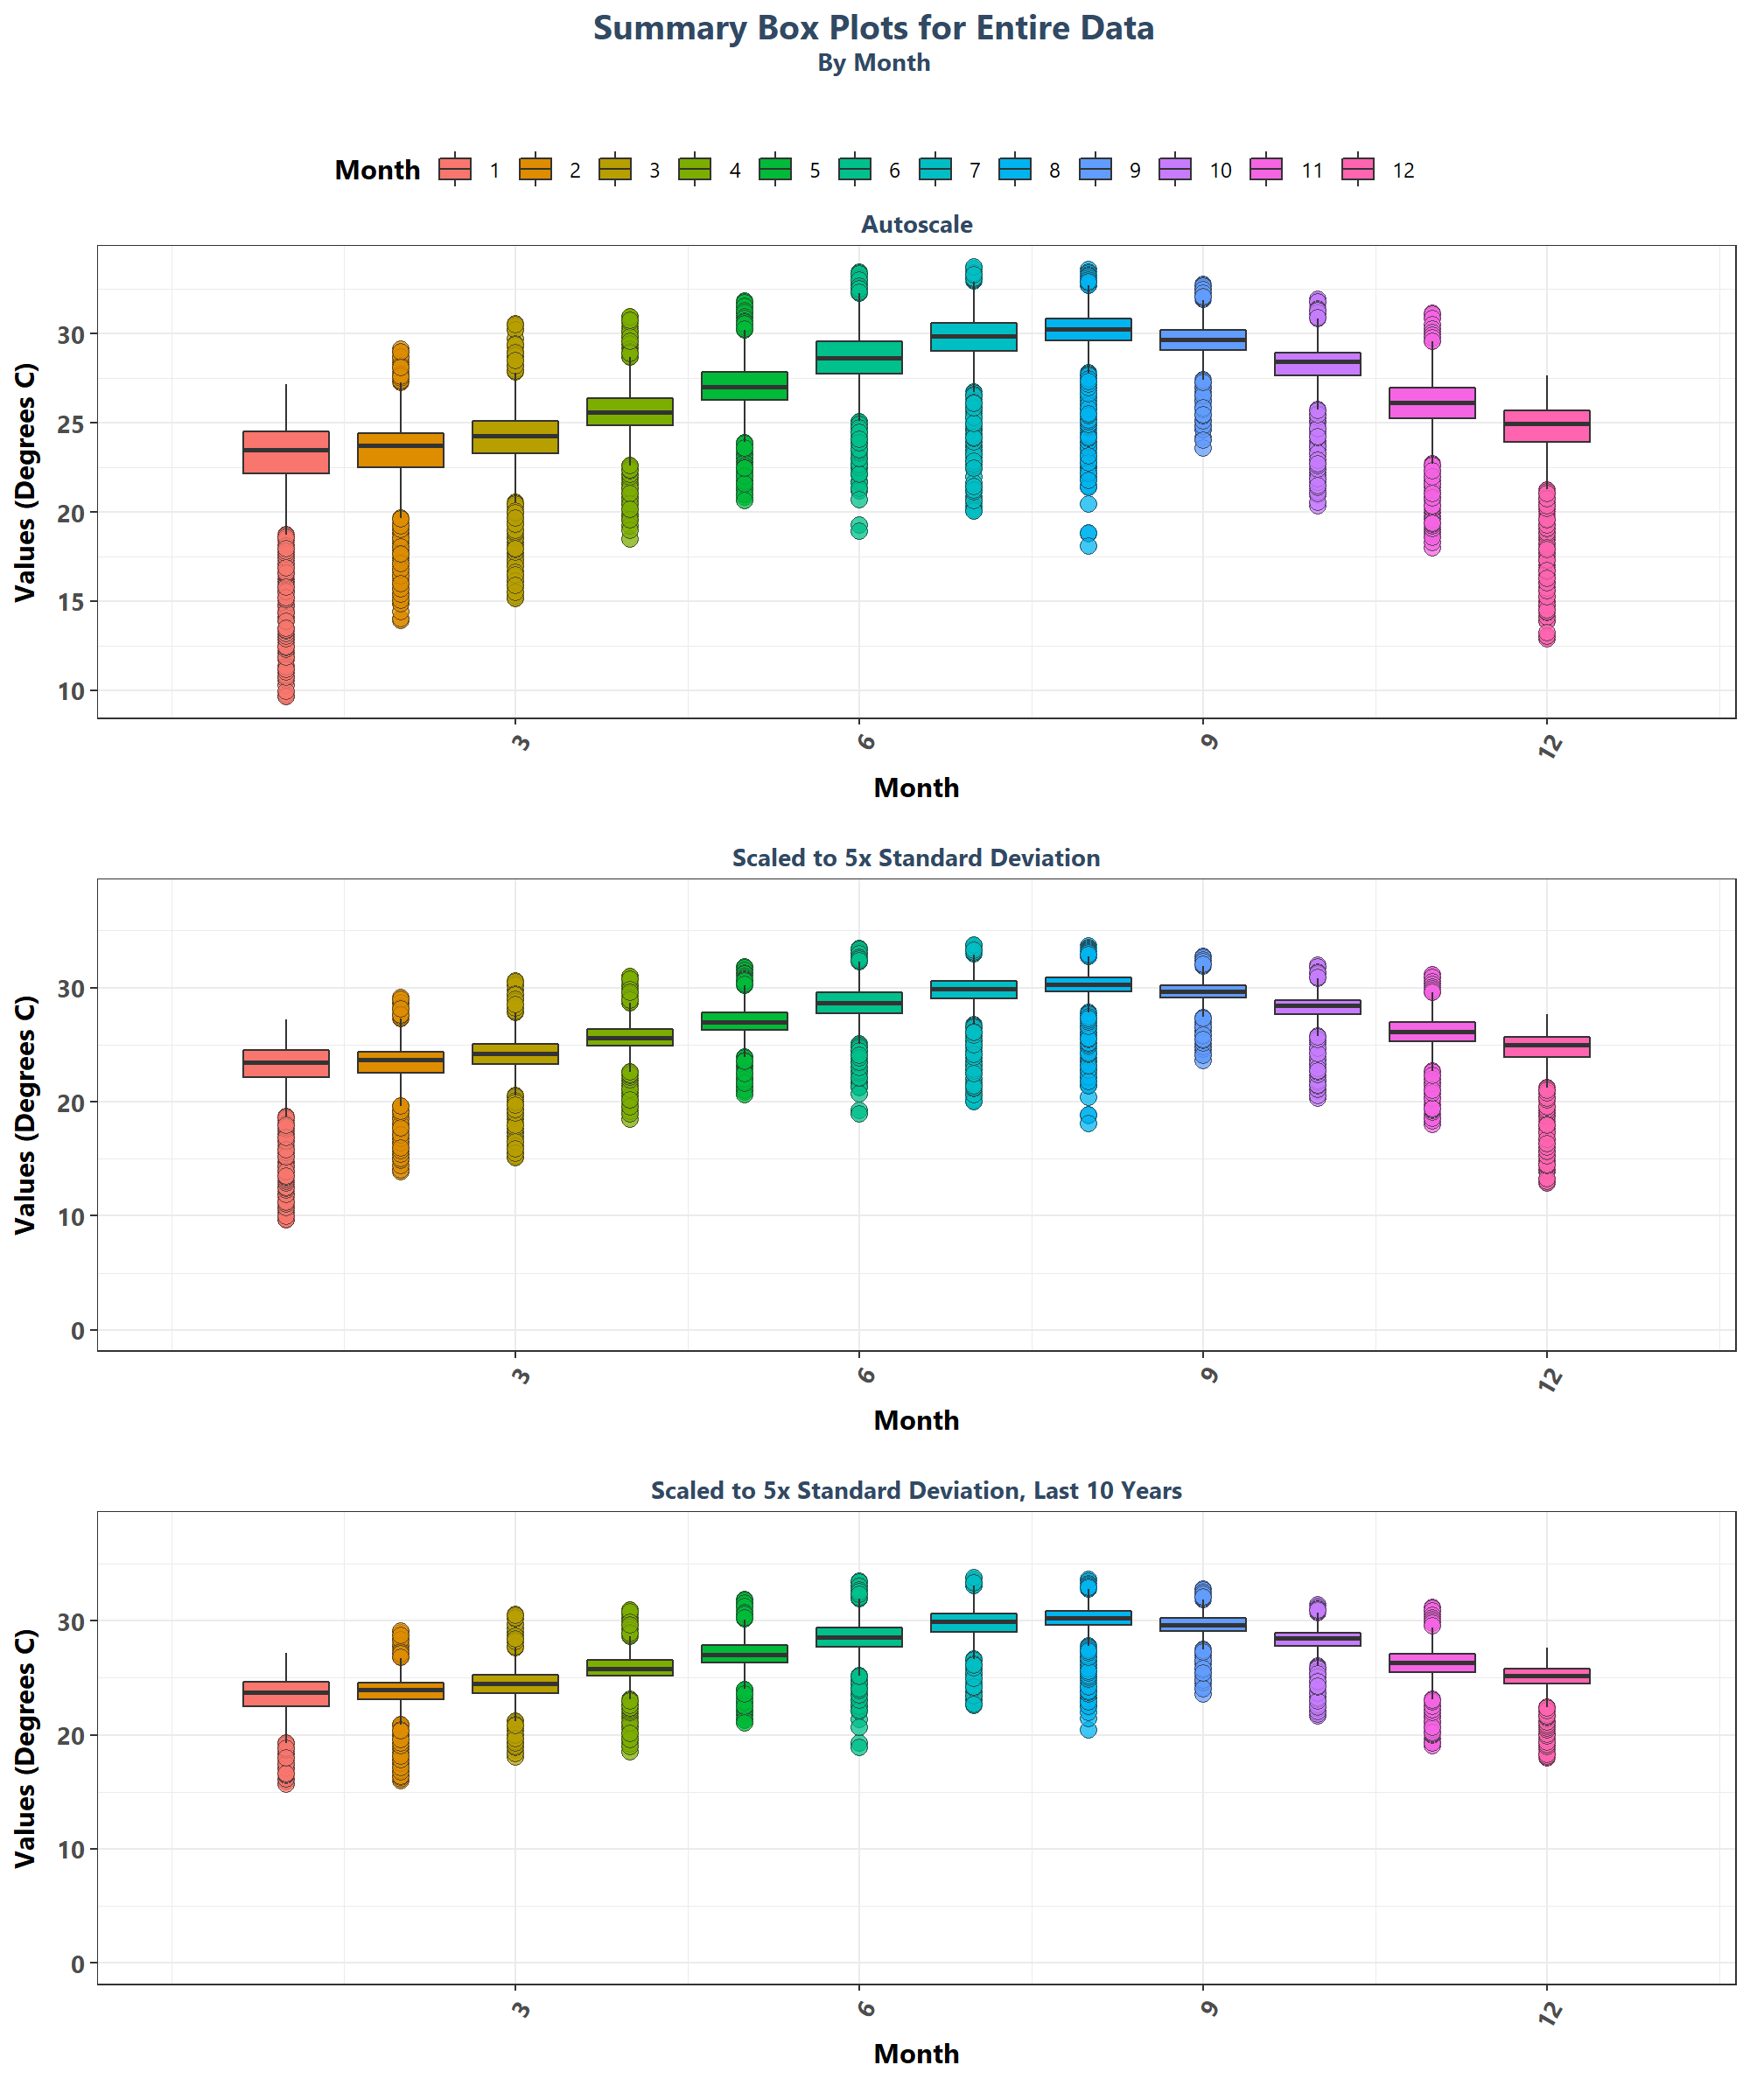 Summary Box Plots for Entire Data
By Month
Month 1 2 3 4 5 6 7 8 9 10 11 12
Autoscale
Values (Degrees C)
30
25
20
15
10
3 6 9 12
Month
Scaled to 5x Standard Deviation
Values (Degrees C)
30
20
10
0
3 6 9 12
Month
Scaled to 5x Standard Deviation, Last 10 Years
Values (Degrees C)
30
20
10
0
3 6 9 12
Month